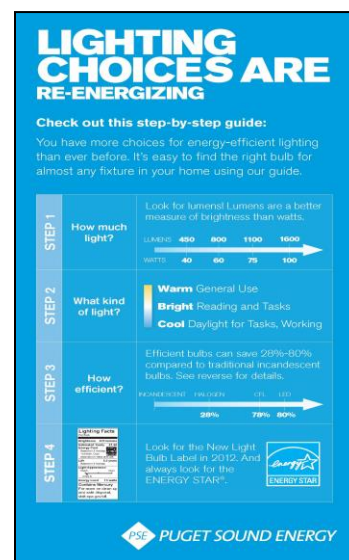 LIGHTING
CHOICES ARE
RE-ENERGIZING
Check out this step-by-step guide:
You have more choices for energy-efficient lighting
than ever before. It's easy to find the right bulb for
almost any fixture in your home using our guide.
STEP 1
How much
light?
Look for lumens! Lumens are a better
measure of brightness than watts.
LUMENS 450 800 1100 1600
WATTS 40 60 75 100
STEP 2
What kind
of light?
Warm General Use
Bright Reading and Tasks
Cool Daylight for Tasks, Working
STEP 3
How
efficient?
Efficient bulbs can save 28%-80%
compared to traditional incandescent
bulbs. See reverse for details.
INCANDESCENT HALOGEN CFL LED
28% 78% 80%
STEP 4
Lighting Facts
Look for the New Light
Bulb Label in 2012. And
always look for the
ENERGY STAR®.
energy
ENERGY STAR
PSE PUGET SOUND ENERGY